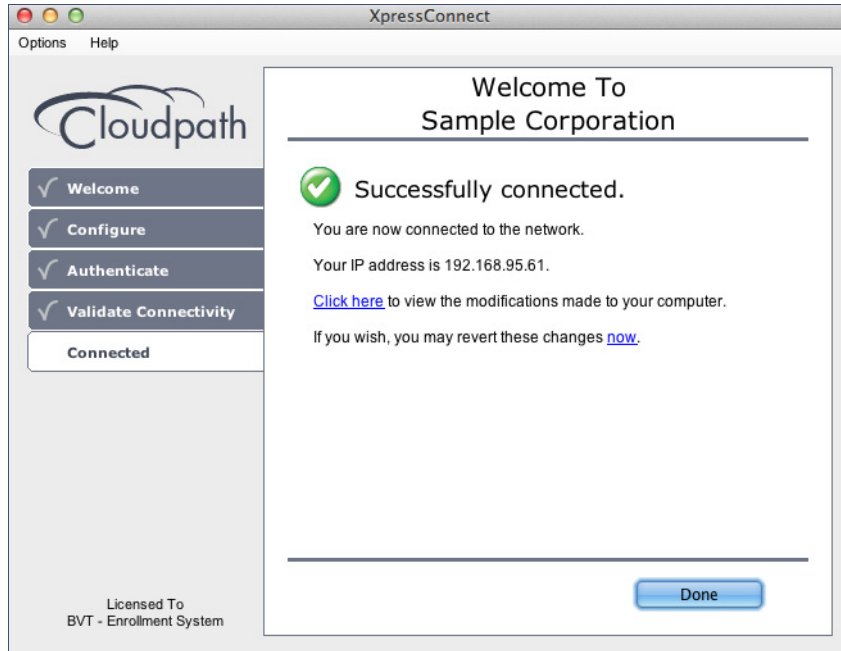 XpressConnect
Options Help
Cloudpath
Welcome
Configure
Authenticate
Validate Connectivity
Connected
Licensed To
BVT - Enrollment System
Welcome To
Sample Corporation
Successfully connected.
You are now connected to the network.
Your IP address is 192.168.95.61.
Click here to view the modifications made to your computer.
If you wish, you may revert these changes now.
Done